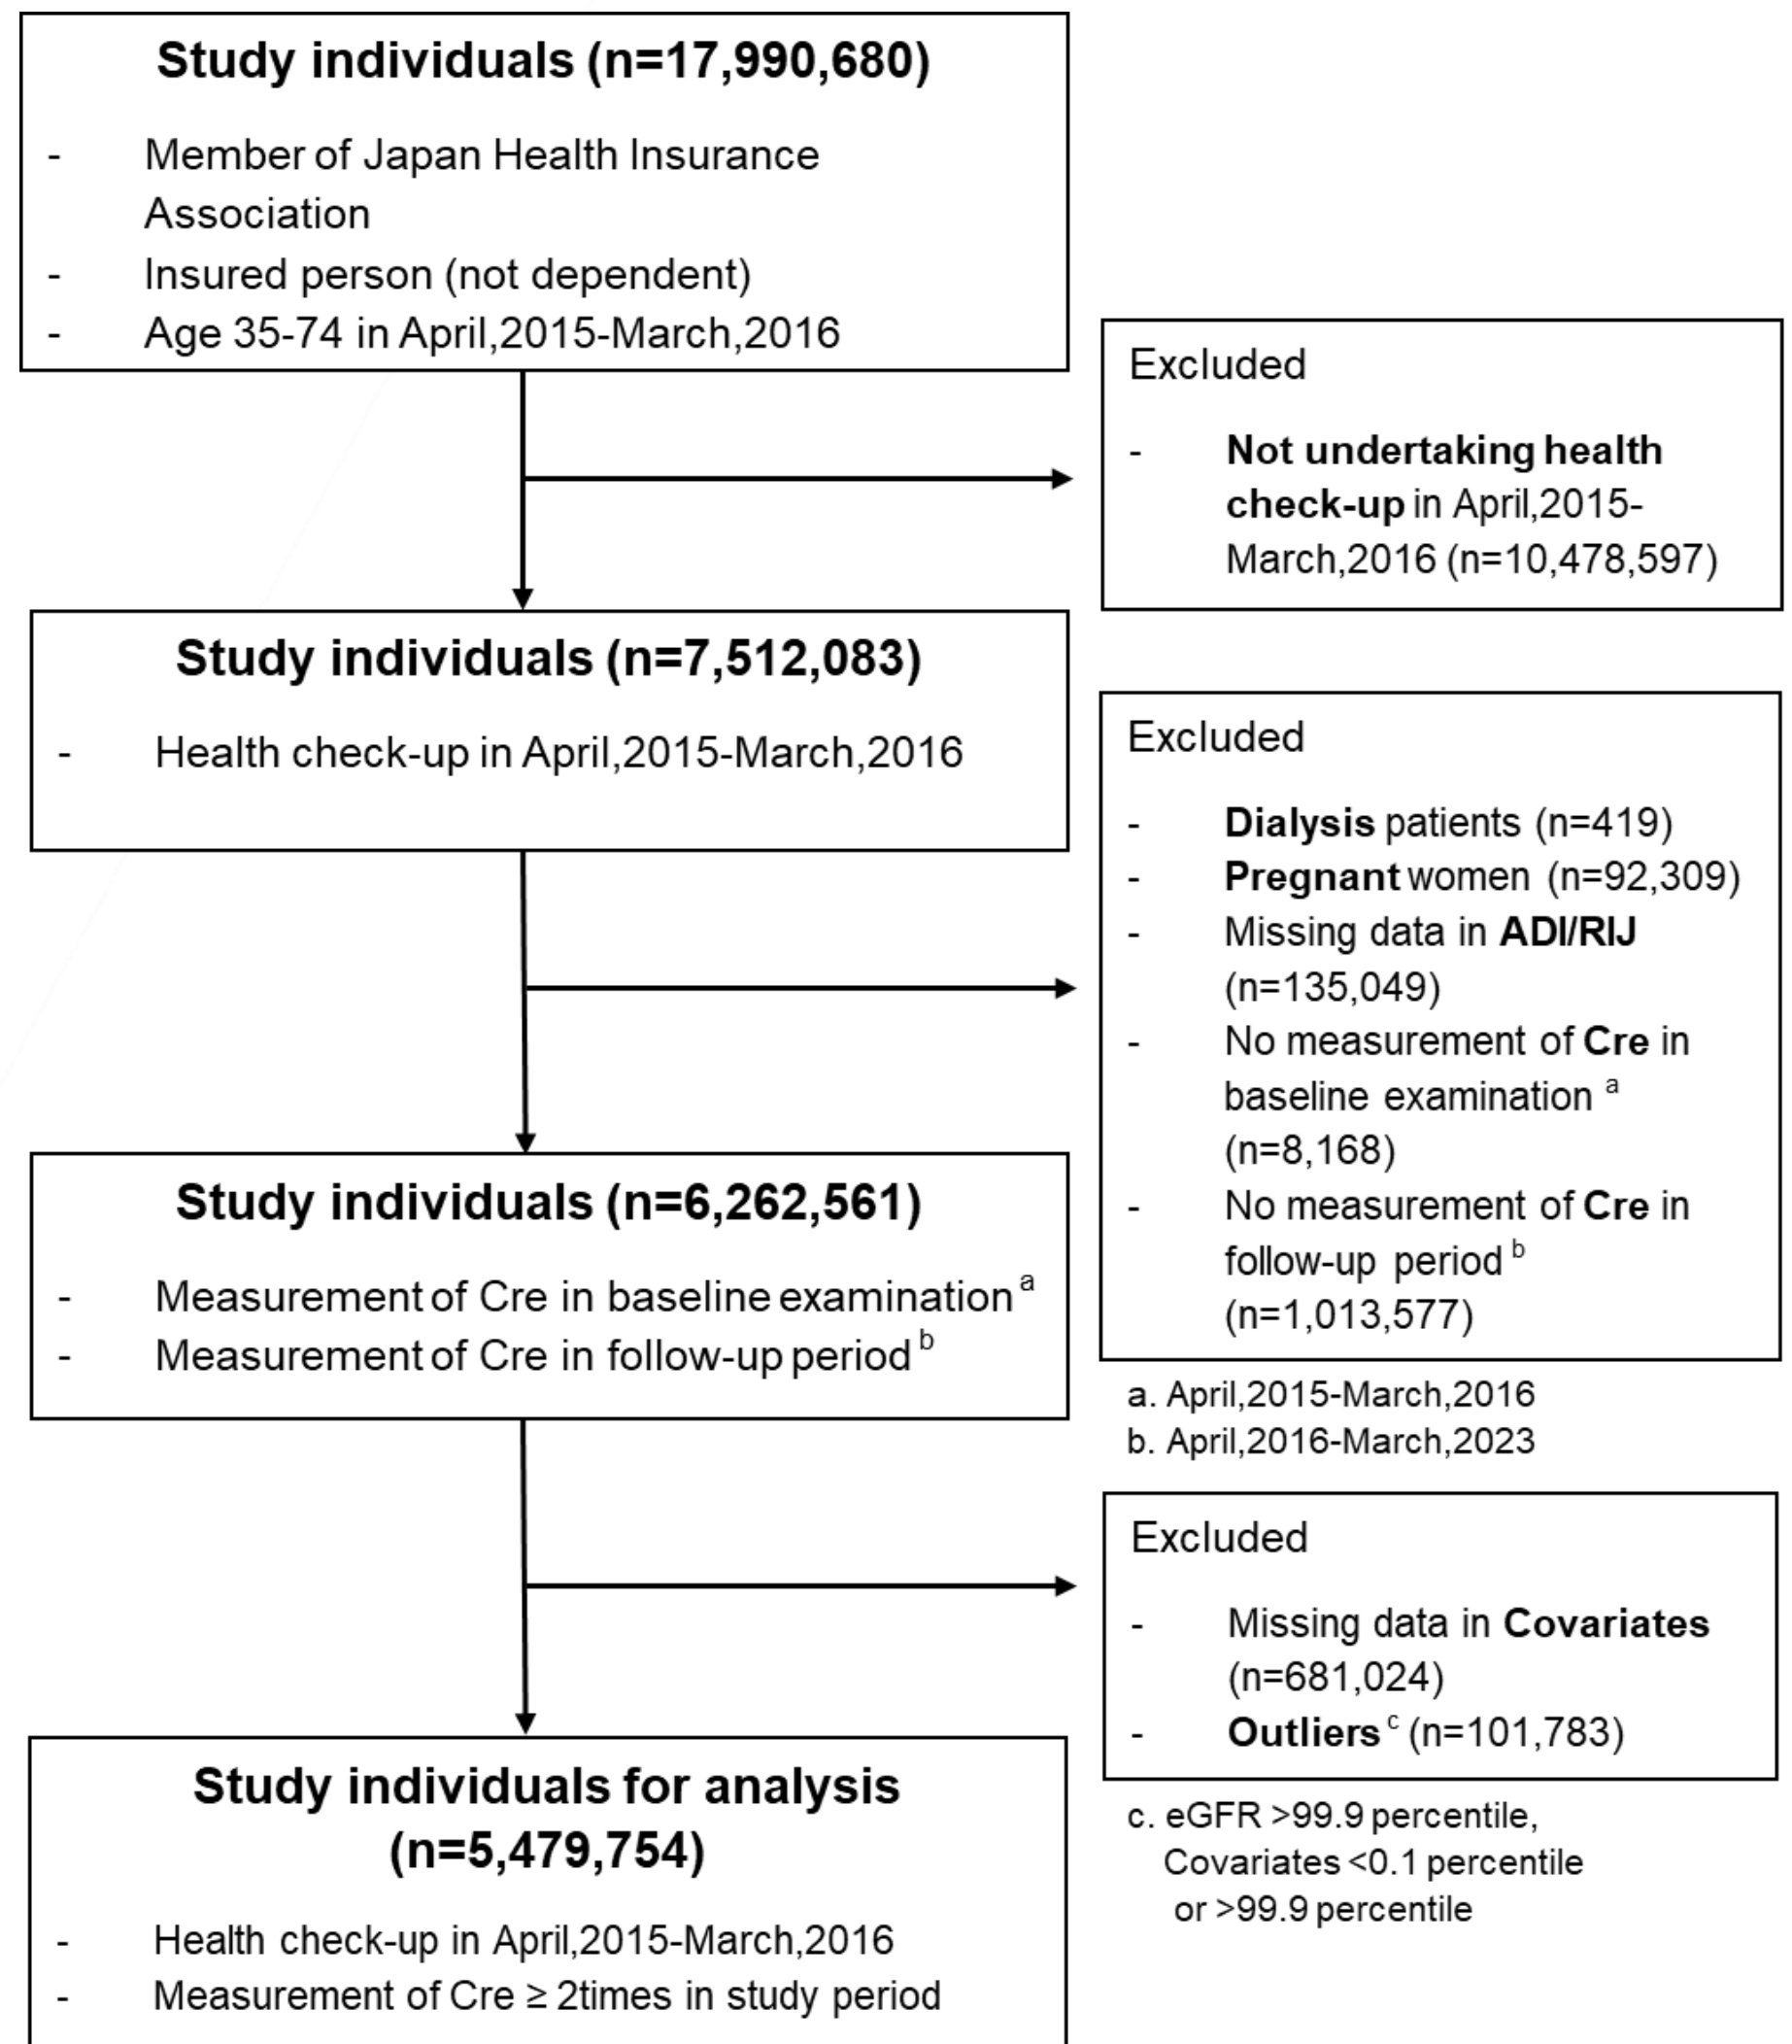 Study individuals (n=17,990,680)
- Member of Japan Health Insurance
Association
- Insured person (not dependent)
- Age 35-74 in April,2015-March,2016
Excluded
- Not undertaking health
check-up in April,2015-
March,2016 (n=10,478,597)
Study individuals (n=7,512,083)
- Health check-up in April,2015-March,2016
Excluded
- Dialysis patients (n=419)
- Pregnant women (n=92,309)
- Missing data in ADI/RIJ
(n=135,049)
- No measurement of Cre in
baseline examination a
(n=8,168)
- No measurement of Cre in
follow-up period b
(n=1,013,577)
a. April,2015-March,2016
b. April,2016-March,2023
Study individuals (n=6,262,561)
- Measurement of Cre in baseline examination a
- Measurement of Cre in follow-up period b
Excluded
- Missing data in Covariates
(n=681,024)
- Outliers c (n=101,783)
c. eGFR >99.9 percentile,
Covariates <0.1 percentile
or >99.9 percentile
Study individuals for analysis
(n=5,479,754)
- Health check-up in April,2015-March,2016
- Measurement of Cre ≥ 2times in study period